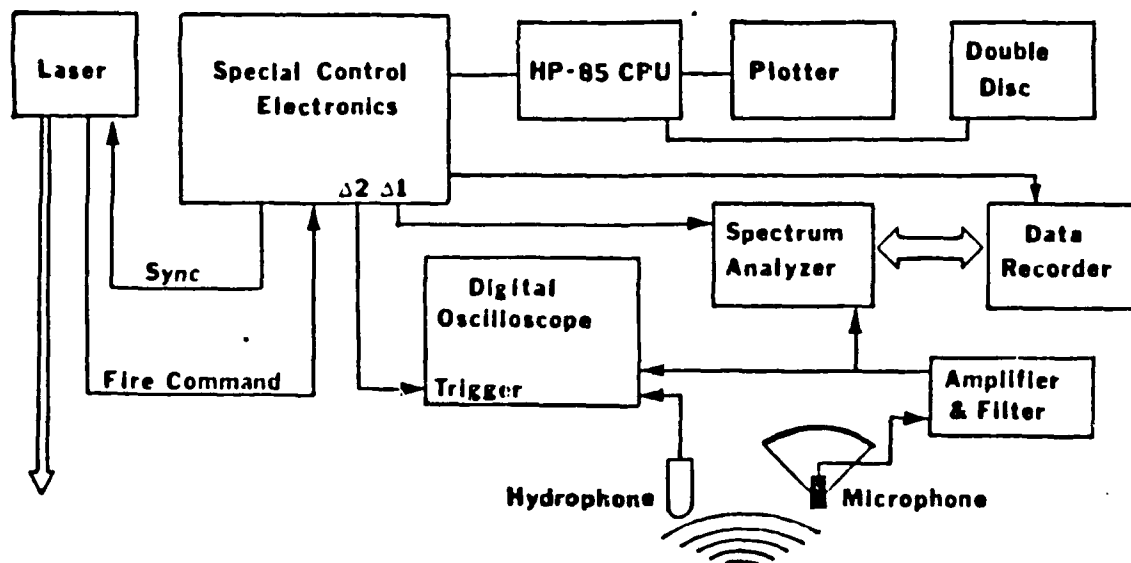 Laser
Special Control
Electronics
Δ2 Δ1
HP-85 CPU
Plotter
Double
Disc
Sync
Fire Command
Digital
Oscilloscope
Trigger
Spectrum
Analyzer
Data
Recorder
Amplifier
& Filter
Hydrophone
Microphone